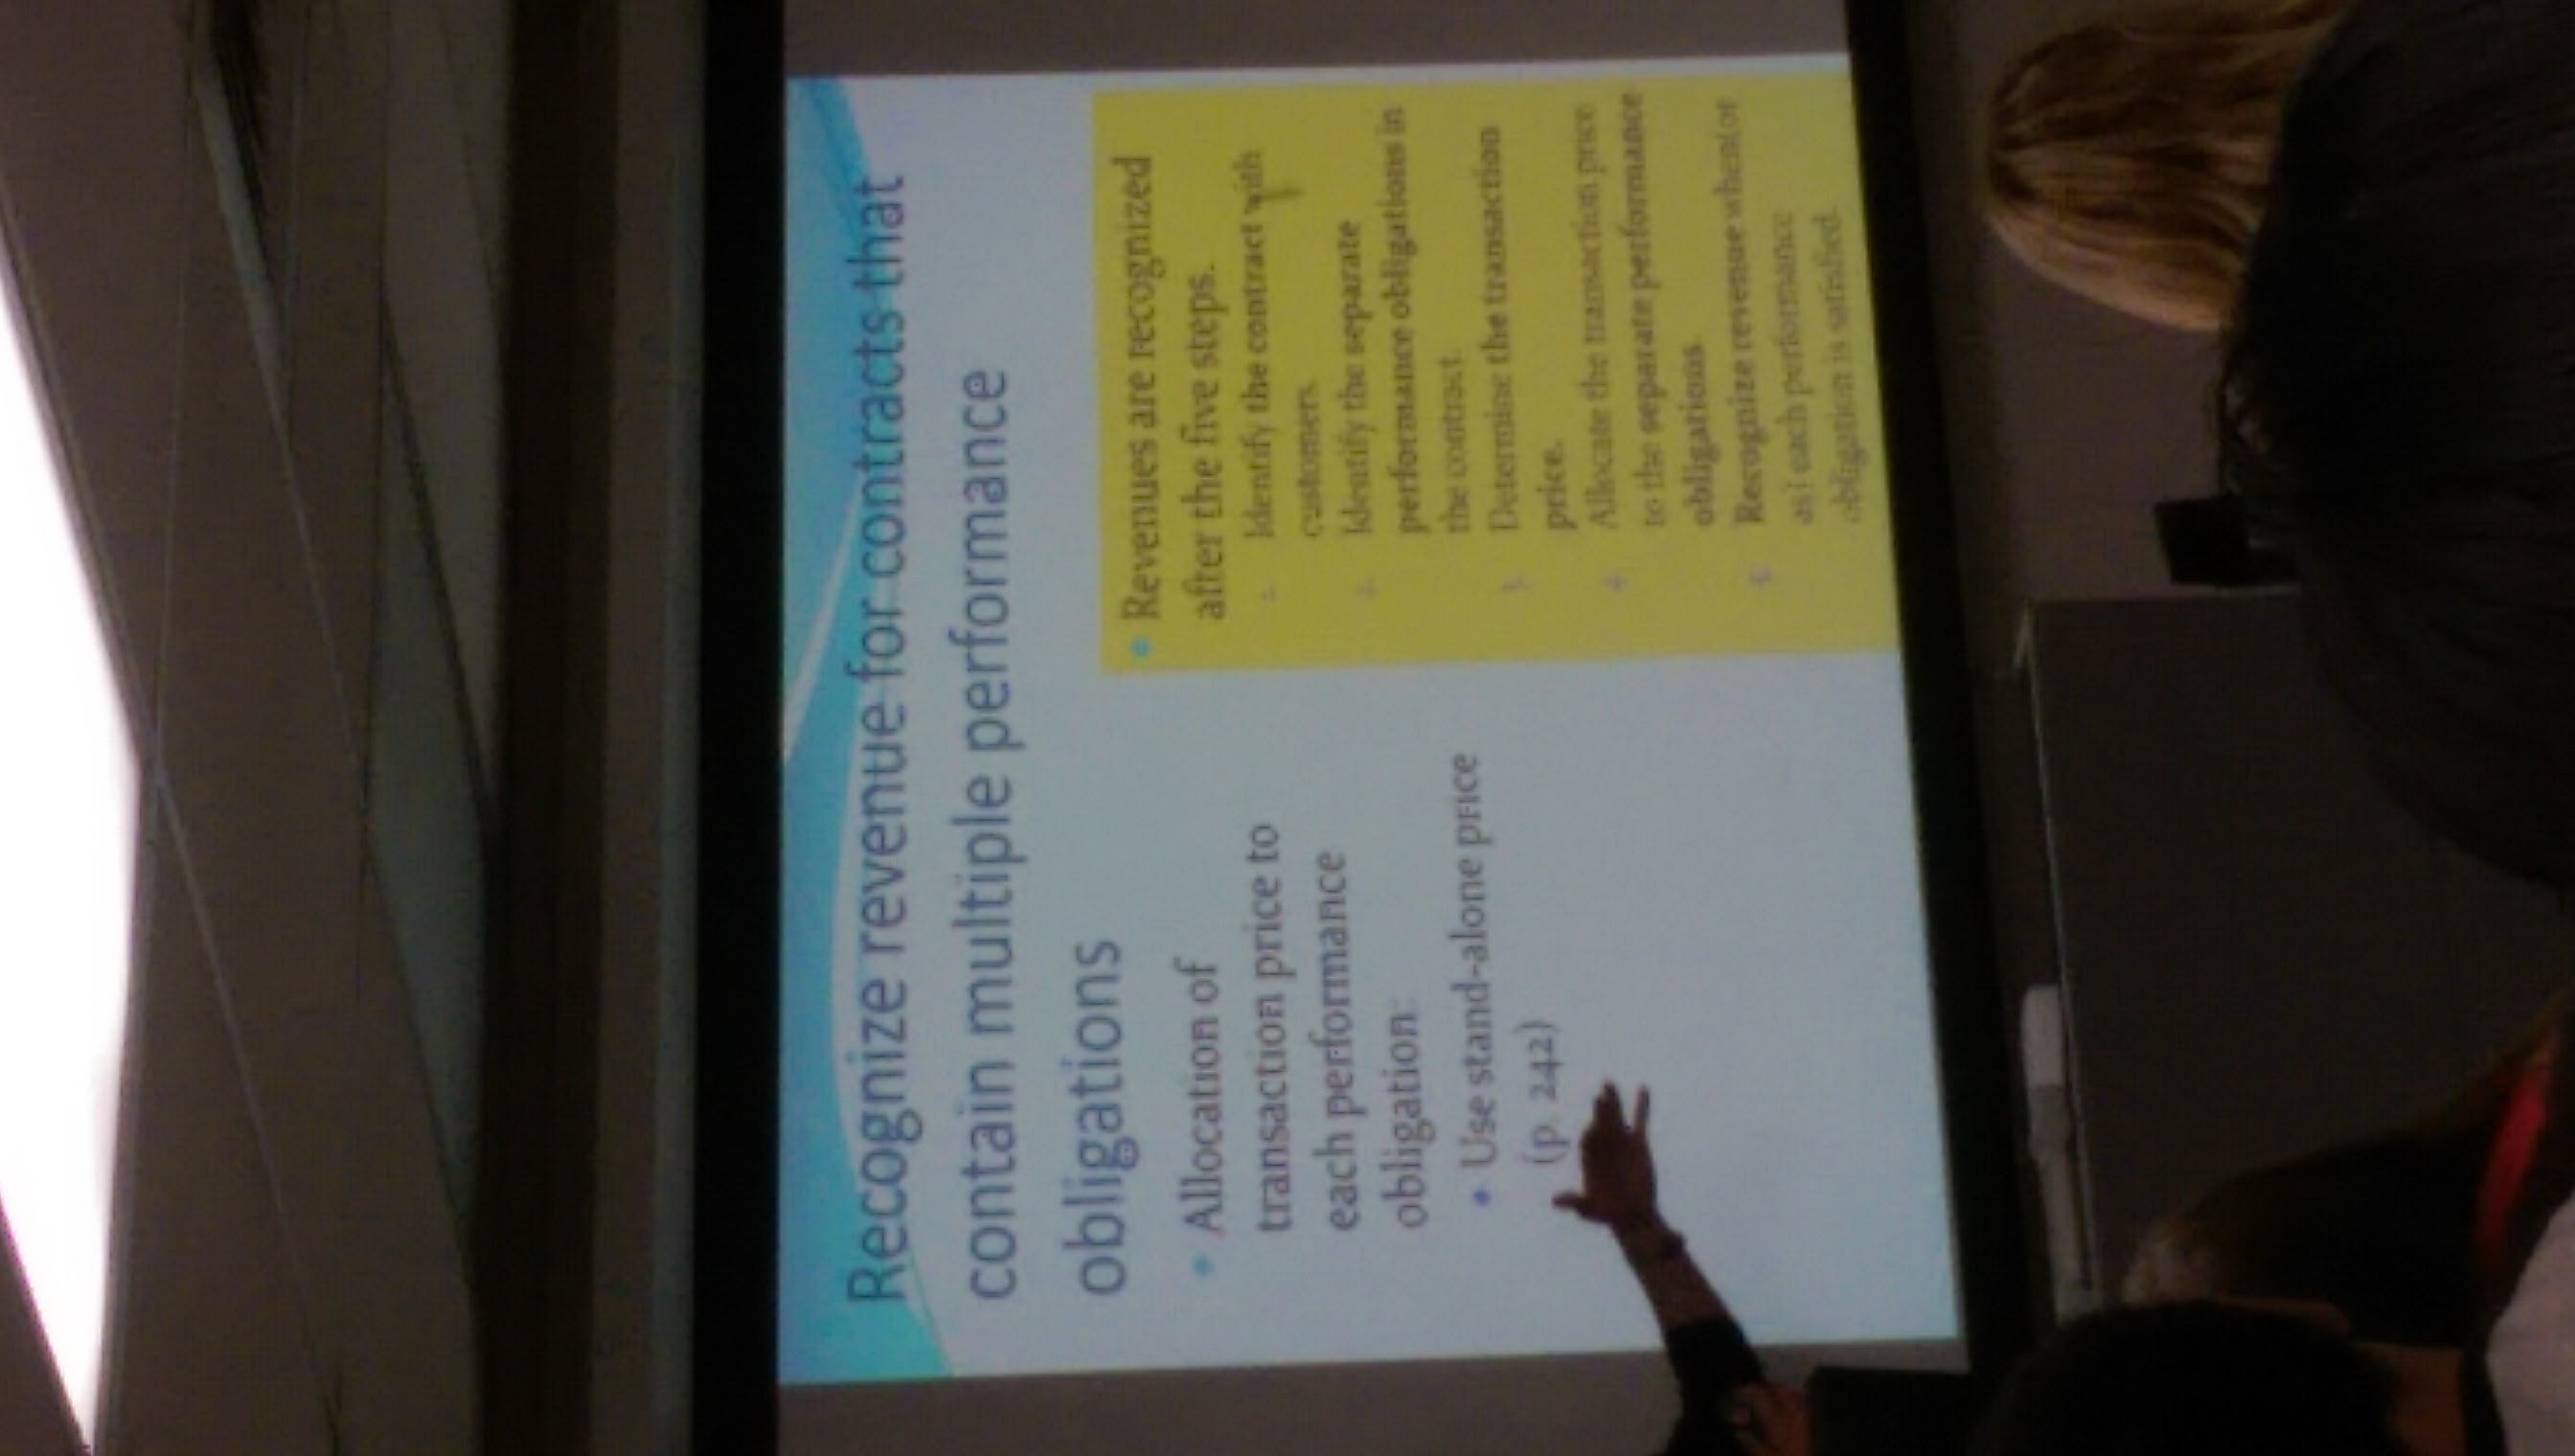 Recognize revenue for contracts that
contain multiple performance
obligations
Allocation of
transaction price to
each performance
obligation:
Use stand-alone price
(p. 242)
Revenues are recognized
after the five steps.
1. Identify the contract with
customers.
2. Identify the separate
performance obligations in
the contract.
3. Determine the transaction
price.
4. Allocate the transaction price
to the separate performance
obligations.
5. Recognize revenue when(or
as) each performance
obligation is satisfied.